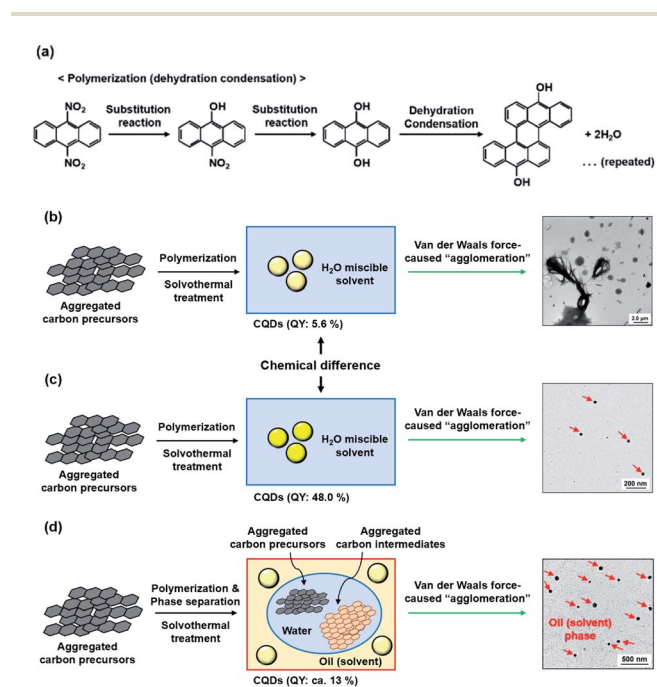 (a)
< Polymerization (dehydration condensation) >
NO₂
NO₂
Substitution
reaction
OH
NO₂
Substitution
reaction
OH
OH
Dehydration
Condensation
OH
OH
+ 2H₂O
... (repeated)
(b)
Aggregated
carbon precursors
Polymerization
Solvothermal
treatment
H₂O miscible
solvent
CQDs (QY: 5.6 %)
Van der Waals force-
caused “agglomeration”
2.0 μm
Chemical difference
(c)
Aggregated
carbon precursors
Polymerization
Solvothermal
treatment
H₂O miscible
solvent
CQDs (QY: 48.0 %)
Van der Waals force-
caused “agglomeration”
200 nm
(d)
Aggregated
carbon precursors
Polymerization &
Phase separation
Solvothermal
treatment
Aggregated
carbon precursors
Aggregated
carbon intermediates
Water
Oil (solvent)
CQDs (QY: ca. 13 %)
Van der Waals force-
caused “agglomeration”
Oil (solvent)
phase
500 nm